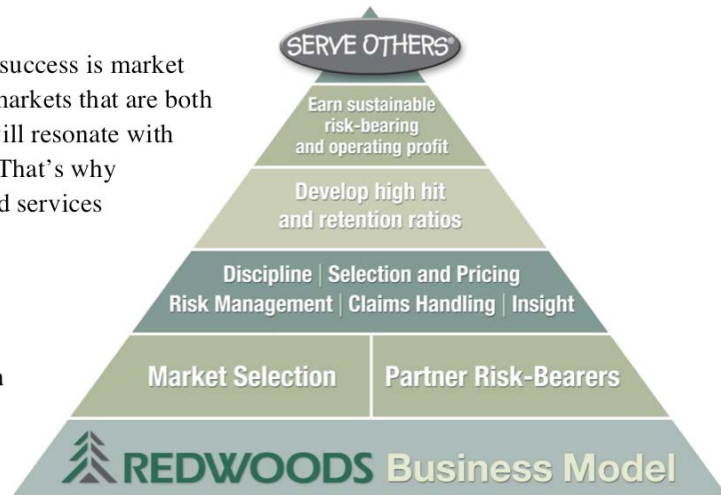 success is market
markets that are both
will resonate with
That's why
d services
SERVE OTHERS®
Earn sustainable
risk-bearing
and operating profit
Develop high hit
and retention ratios
Discipline | Selection and Pricing
Risk Management | Claims Handling | Insight
Market Selection
Partner Risk-Bearers
REDWOODS Business Model